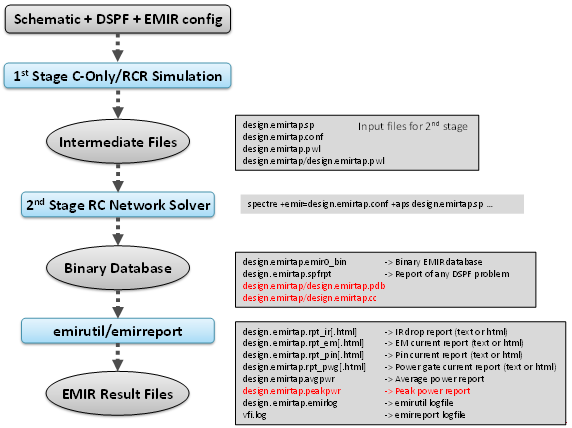 Schematic + DSPF + EMIR config
1st Stage C-Only/RCR Simulation
Intermediate Files
design.emirtap.sp
Input files for 2nd stage
design.emirtap.conf
design.emirtap.pwl
design.emirtap/design.emirtap.pwl
2nd Stage RC Network Solver
spectre +emir=design.emirtap.conf +aps design.emirtap.sp ...
Binary Database
design.emirtap.emir0_bin -> Binary EMIR database
design.emirtap.spfrpt -> Report of any DSPF problem
design.emirtap/design.emirtap.pdb
design.emirtap/design.emirtap.cc
emirutil/emirreport
design.emirtap.rpt_ir[.html] -> IR drop report (text or html)
design.emirtap.rpt_em[.html] -> EM current report (text or html)
design.emirtap.rpt_pin[.html] -> Pin current report (text or html)
design.emirtap.rpt_pwg[.html] -> Power gate current report (text or html)
design.emirtap.avgpwr -> Average power report
design.emirtap.peakpwr -> Peak power report
design.emirtap.emirlog -> emirutil logfile
vfi.log -> emirreport logfile
EMIR Result Files